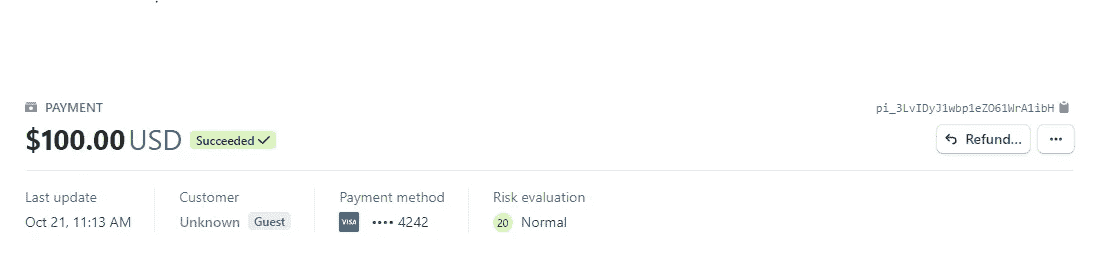 PAYMENT
pi_3LvIDyJ1wbp1eZO61WrA1ibH
$100.00 USD Succeeded
Refund...
Last update
Customer
Payment method
Risk evaluation
Oct 21, 11:13 AM
Unknown Guest
VISA •••• 4242
20 Normal